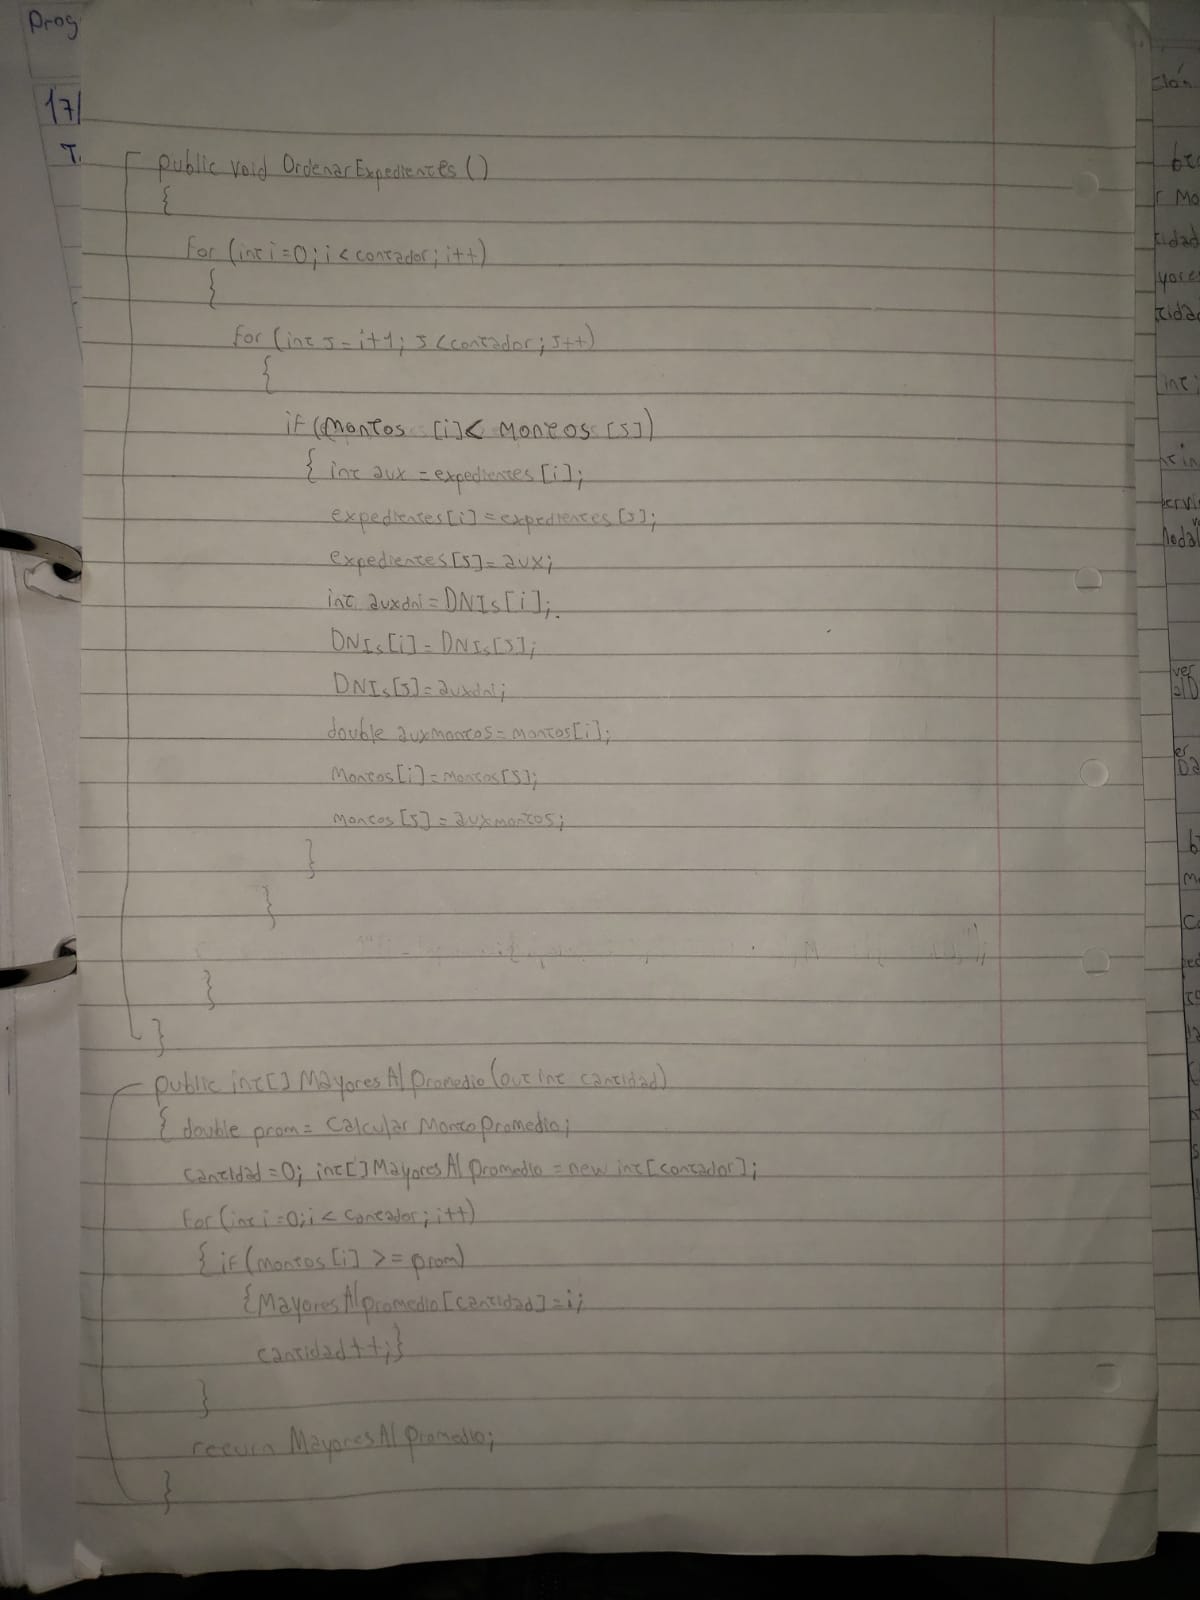 Prog
17/
T.
public void OrdenarExpedientes ()
{
for (int i=0; i < contador; i++)
{
for (int j = i+1; j < contador; j++)
{
if (montos [i] < montos [j])
{ int aux = expedientes [i];
expedientes[i] = expedientes [j];
expedientes[j] = aux;
int auxdni = DNIs[i];
DNIs[i] = DNIs[j];
DNIs[j] = auxdni;
double auxmontos = montos[i];
montos[i] = montos[j];
montos[j] = auxmontos;
}
}
}
}
public int[] MayoresAlPromedio (out int cantidad)
{ double prom = CalcularMontoPromedio;
cantidad = 0; int[] MayoresAlpromedio = new int[contador];
for (int i = 0; i < contador; i++)
{ if (montos [i] >= prom)
{MayoresAlpromedio[cantidad] = i;
cantidad++;}
}
return MayoresAlpromedio;
}